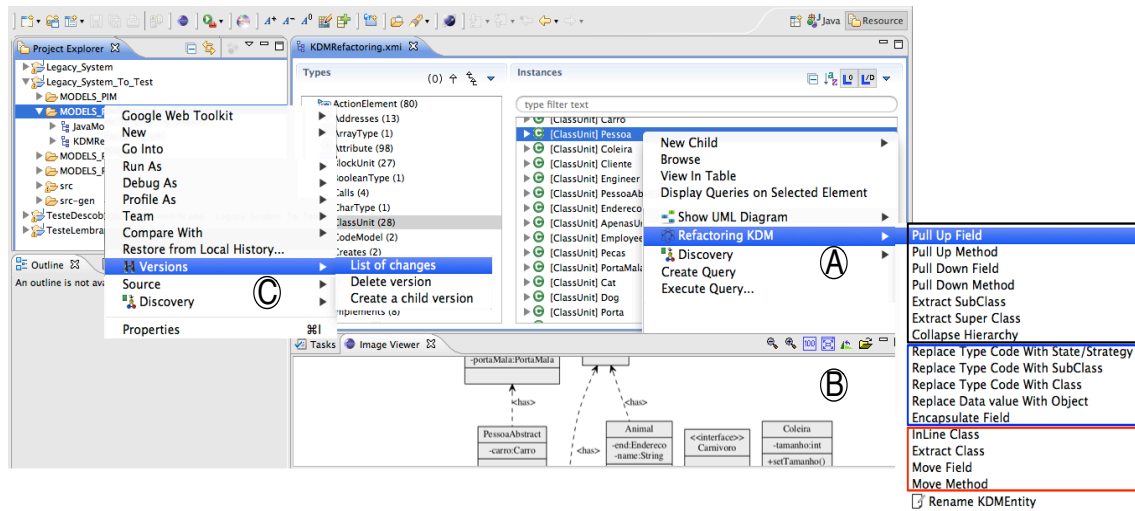 Java
Resource
Project Explorer
Legacy_System
Legacy_System_To_Test
MODELS_PIM
MODELS_
JavaMo
KDMRe
MODELS_
MODELS_
src
src-gen
TesteDescob
TesteLembra
Outline
An outline is not ava
Google Web Toolkit
New
Go Into
Run As
Debug As
Profile As
Team
Compare With
Restore from Local History...
Versions
Source
Discovery
Properties
⌘I
List of changes
Delete version
Create a child version
C
KDMRefactoring.xmi
Types
(0)
ActionElement (80)
Addresses (13)
ArrayType (1)
Attribute (98)
BlockUnit (27)
BooleanType (1)
Calls (4)
CharType (1)
ClassUnit (28)
CodeModel (2)
Creates (2)
Implements (8)
Instances
type filter text
[ClassUnit] Carro
[ClassUnit] Pessoa
[ClassUnit] Coleira
[ClassUnit] Cliente
[ClassUnit] Engineer
[ClassUnit] PessoaAb
[ClassUnit] Endereco
[ClassUnit] ApenasU
[ClassUnit] Employee
[ClassUnit] Pecas
[ClassUnit] PortaMala
[ClassUnit] Cat
[ClassUnit] Dog
[ClassUnit] Porta
New Child
Browse
View In Table
Display Queries on Selected Element
Show UML Diagram
Refactoring KDM
Discovery
Create Query
Execute Query...
A
Pull Up Field
Pull Up Method
Pull Down Field
Pull Down Method
Extract SubClass
Extract Super Class
Collapse Hierarchy
Replace Type Code With State/Strategy
Replace Type Code With SubClass
Replace Type Code With Class
Replace Data value With Object
Encapsulate Field
InLine Class
Extract Class
Move Field
Move Method
Rename KDMEntity
Tasks
Image Viewer
100
B
-portaMala:PortaMala
<has>
<has>
<has>
PessoaAbstract
-carro:Carro
Animal
-end:Endereco
-name:String
<<interface>>
Carnivoro
Coleira
-tamanho:int
+setTamanho()